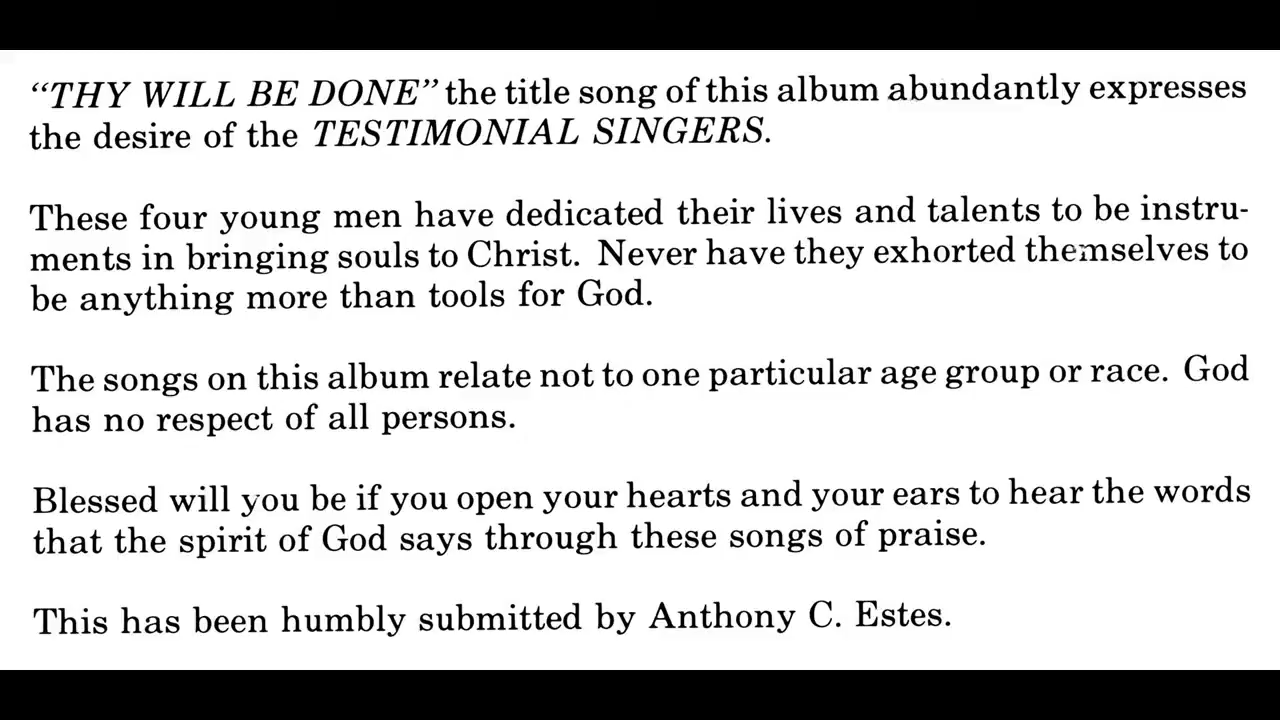 “THY WILL BE DONE” the title song of this album abundantly expresses
the desire of the TESTIMONIAL SINGERS.
These four young men have dedicated their lives and talents to be instru-
ments in bringing souls to Christ. Never have they exhorted themselves to
be anything more than tools for God.
The songs on this album relate not to one particular age group or race. God
has no respect of all persons.
Blessed will you be if you open your hearts and your ears to hear the words
that the spirit of God says through these songs of praise.
This has been humbly submitted by Anthony C. Estes.